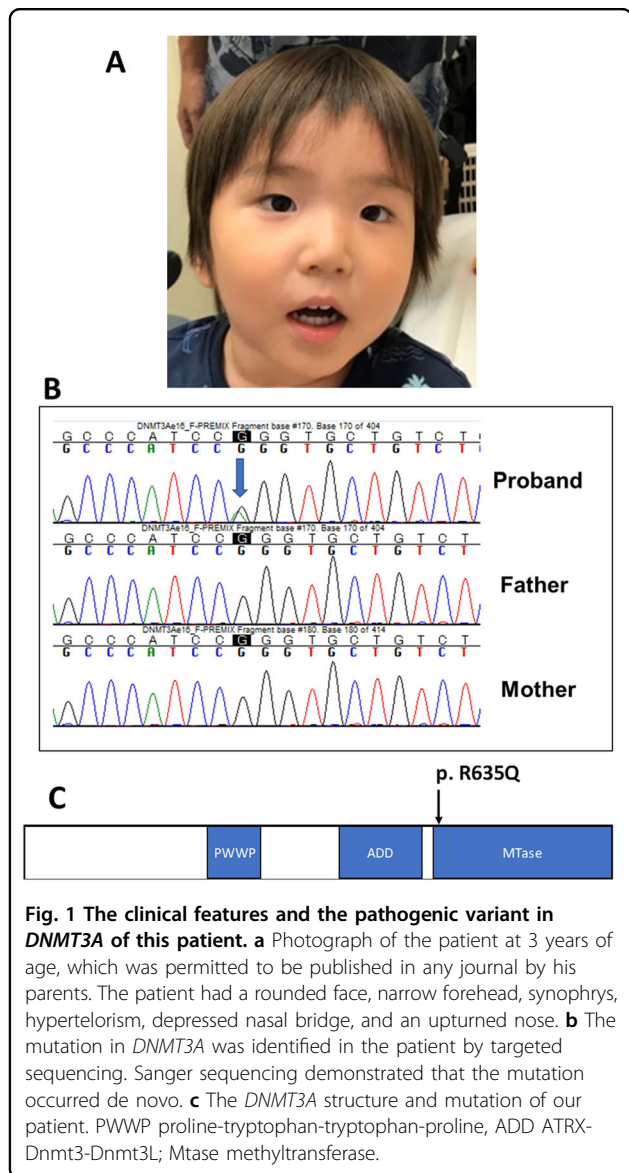 A
B
DNMT3Ae16_F-PREMIX Fragment base #170. Base 170 of 404
G C C C A T C C G G G T G C T G T C T
G C C C A T C C G G G T G C T G T C T
Proband
DNMT3Ae16_F-PREMIX Fragment base #170. Base 170 of 404
G C C C A T C C G G G T G C T G T C T
G C C C A T C C G G G T G C T G T C T
Father
DNMT3Ae16_F-PREMIX Fragment base #180. Base 180 of 414
G C C C A T C C G G G T G C T G T C T
G C C C A T C C G G G T G C T G T C T
Mother
p. R635Q
C
PWWP ADD MTase
Fig. 1 The clinical features and the pathogenic variant in
DNMT3A of this patient. a Photograph of the patient at 3 years of
age, which was permitted to be published in any journal by his
parents. The patient had a rounded face, narrow forehead, synophrys,
hypertelorism, depressed nasal bridge, and an upturned nose. b The
mutation in DNMT3A was identified in the patient by targeted
sequencing. Sanger sequencing demonstrated that the mutation
occurred de novo. c The DNMT3A structure and mutation of our
patient. PWWP proline-tryptophan-tryptophan-proline, ADD ATRX-
Dnmt3-Dnmt3L; Mtase methyltransferase.